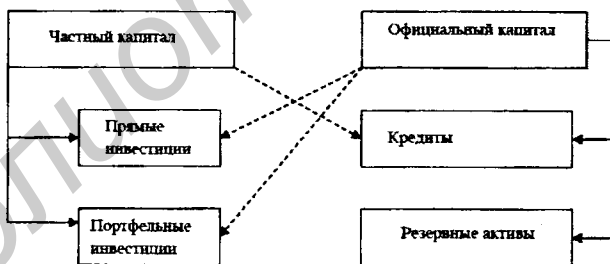 Частный капитал
Официальный капитал
Прямые
инвестиции
Кредиты
Портфельные
инвестиции
Резервные активы